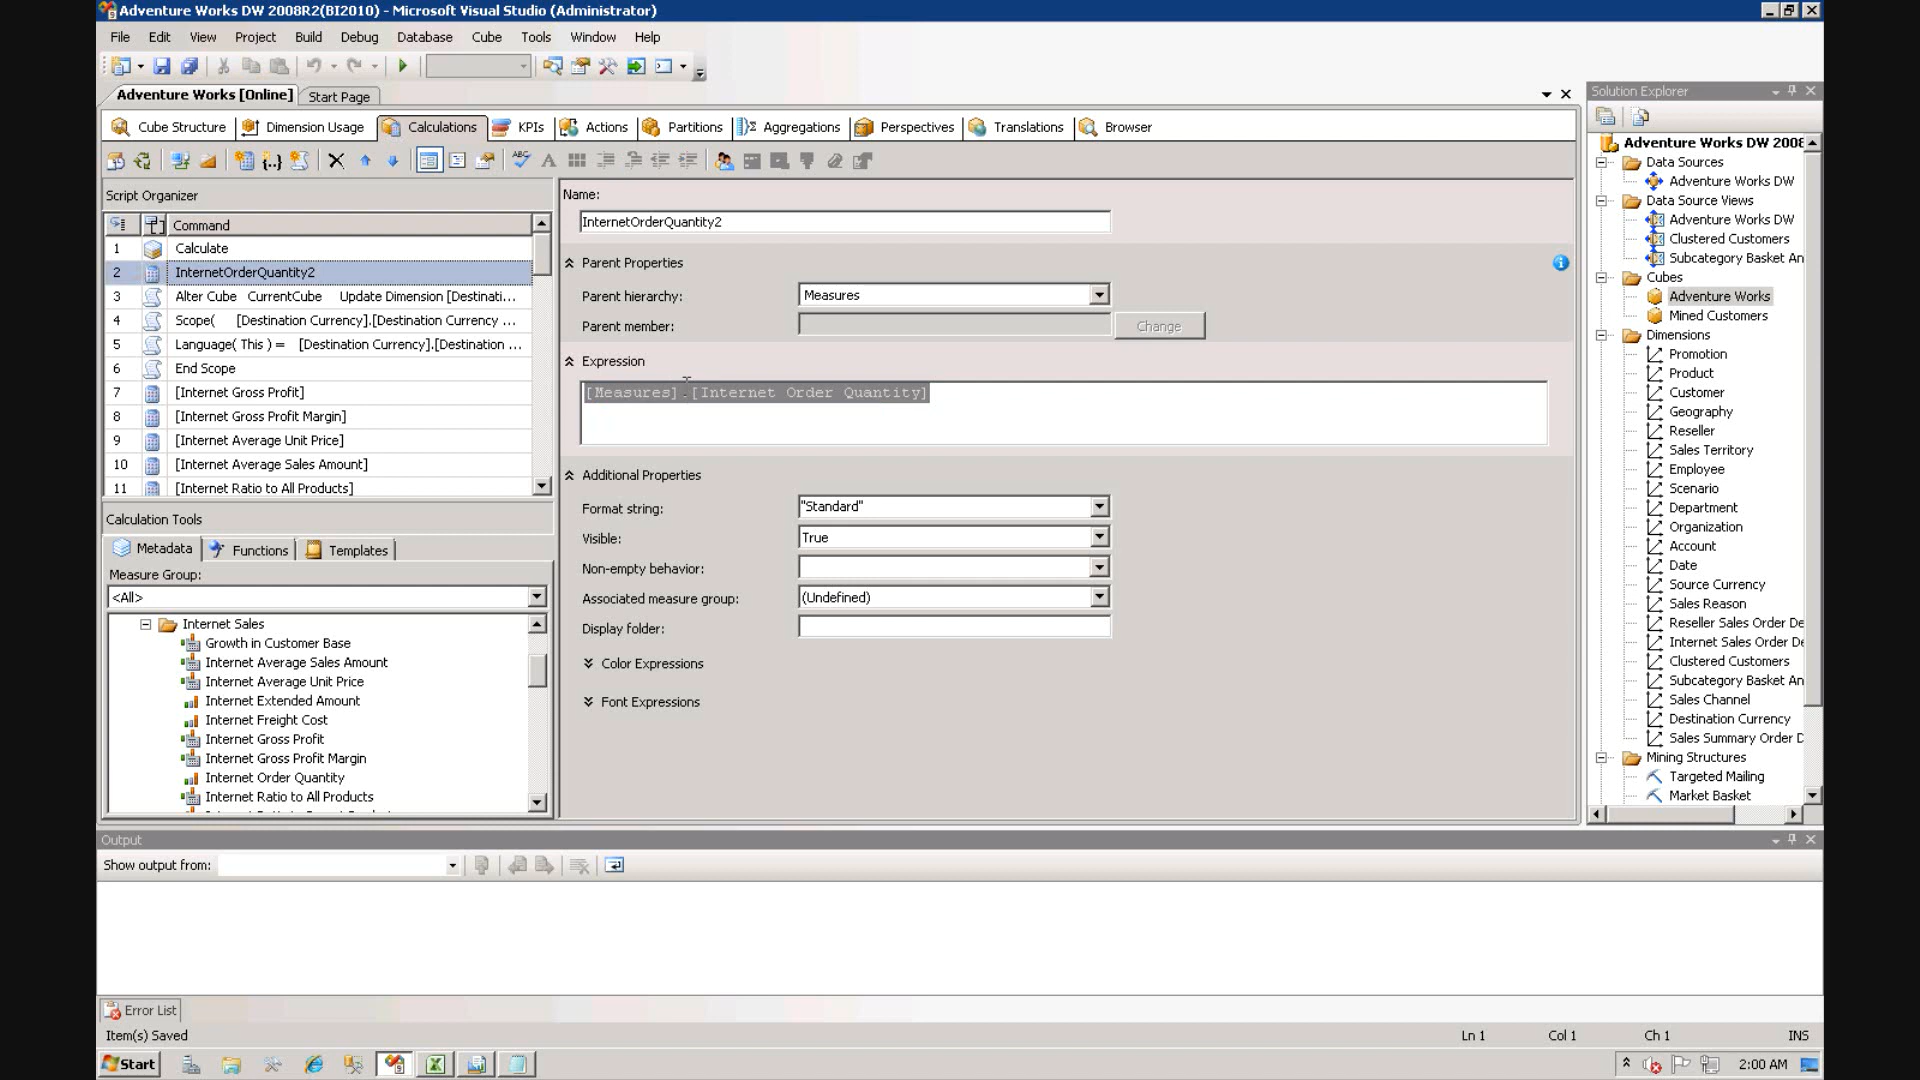 Adventure Works DW 2008R2(BI2010) - Microsoft Visual Studio (Administrator)
File Edit View Project Build Debug Database Cube Tools Window Help
Adventure Works [Online] Start Page
Cube Structure Dimension Usage Calculations KPIs Actions Partitions Aggregations Perspectives Translations Browser
Script Organizer
Command
1 Calculate
2 InternetOrderQuantity2
3 Alter Cube CurrentCube Update Dimension [Destinati...
4 Scope( [Destination Currency].[Destination Currency ...
5 Language( This ) = [Destination Currency].[Destination ...
6 End Scope
7 [Internet Gross Profit]
8 [Internet Gross Profit Margin]
9 [Internet Average Unit Price]
10 [Internet Average Sales Amount]
11 [Internet Ratio to All Products]
Calculation Tools
Metadata Functions Templates
Measure Group:
<All>
Internet Sales
Growth in Customer Base
Internet Average Sales Amount
Internet Average Unit Price
Internet Extended Amount
Internet Freight Cost
Internet Gross Profit
Internet Gross Profit Margin
Internet Order Quantity
Internet Ratio to All Products
Name:
InternetOrderQuantity2
Parent Properties
Parent hierarchy: Measures
Parent member: Change
Expression
[Measures].[Internet Order Quantity]
Additional Properties
Format string: "Standard"
Visible: True
Non-empty behavior:
Associated measure group: (Undefined)
Display folder:
Color Expressions
Font Expressions
Solution Explorer
Adventure Works DW 2008
Data Sources
Adventure Works DW
Data Source Views
Adventure Works DW
Clustered Customers
Subcategory Basket An
Cubes
Adventure Works
Mined Customers
Dimensions
Promotion
Product
Customer
Geography
Reseller
Sales Territory
Employee
Scenario
Department
Organization
Account
Date
Source Currency
Sales Reason
Reseller Sales Order De
Internet Sales Order De
Clustered Customers
Subcategory Basket An
Sales Channel
Destination Currency
Sales Summary Order D
Mining Structures
Targeted Mailing
Market Basket
Output
Show output from:
Error List
Item(s) Saved Ln 1 Col 1 Ch 1 INS
Start 2:00 AM